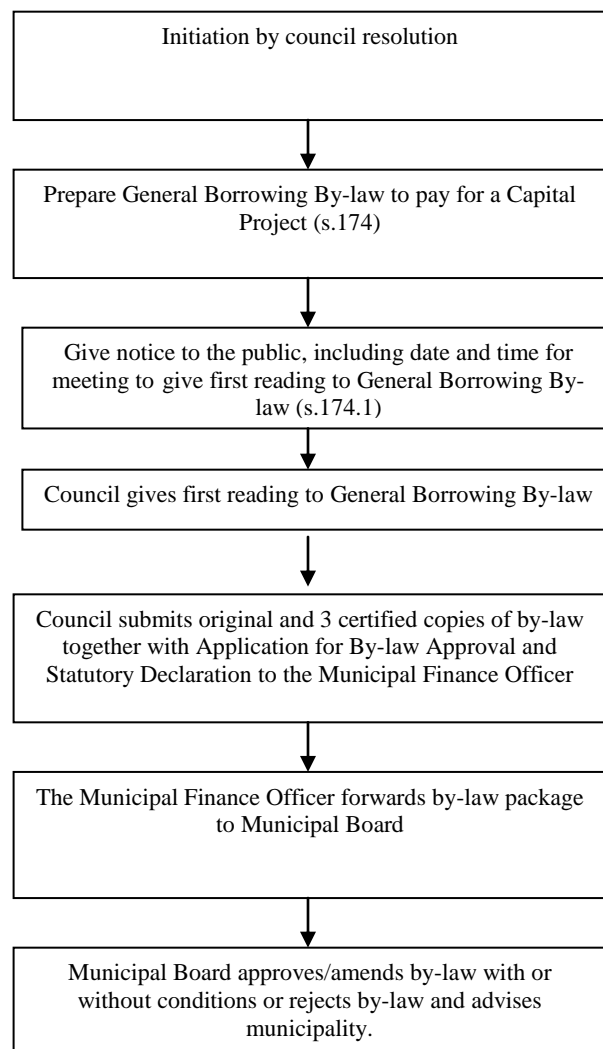 Initiation by council resolution
Prepare General Borrowing By-law to pay for a Capital
Project (s.174)
Give notice to the public, including date and time for
meeting to give first reading to General Borrowing By-
law (s.174.1)
Council gives first reading to General Borrowing By-law
Council submits original and 3 certified copies of by-law
together with Application for By-law Approval and
Statutory Declaration to the Municipal Finance Officer
The Municipal Finance Officer forwards by-law package
to Municipal Board
Municipal Board approves/amends by-law with or
without conditions or rejects by-law and advises
municipality.